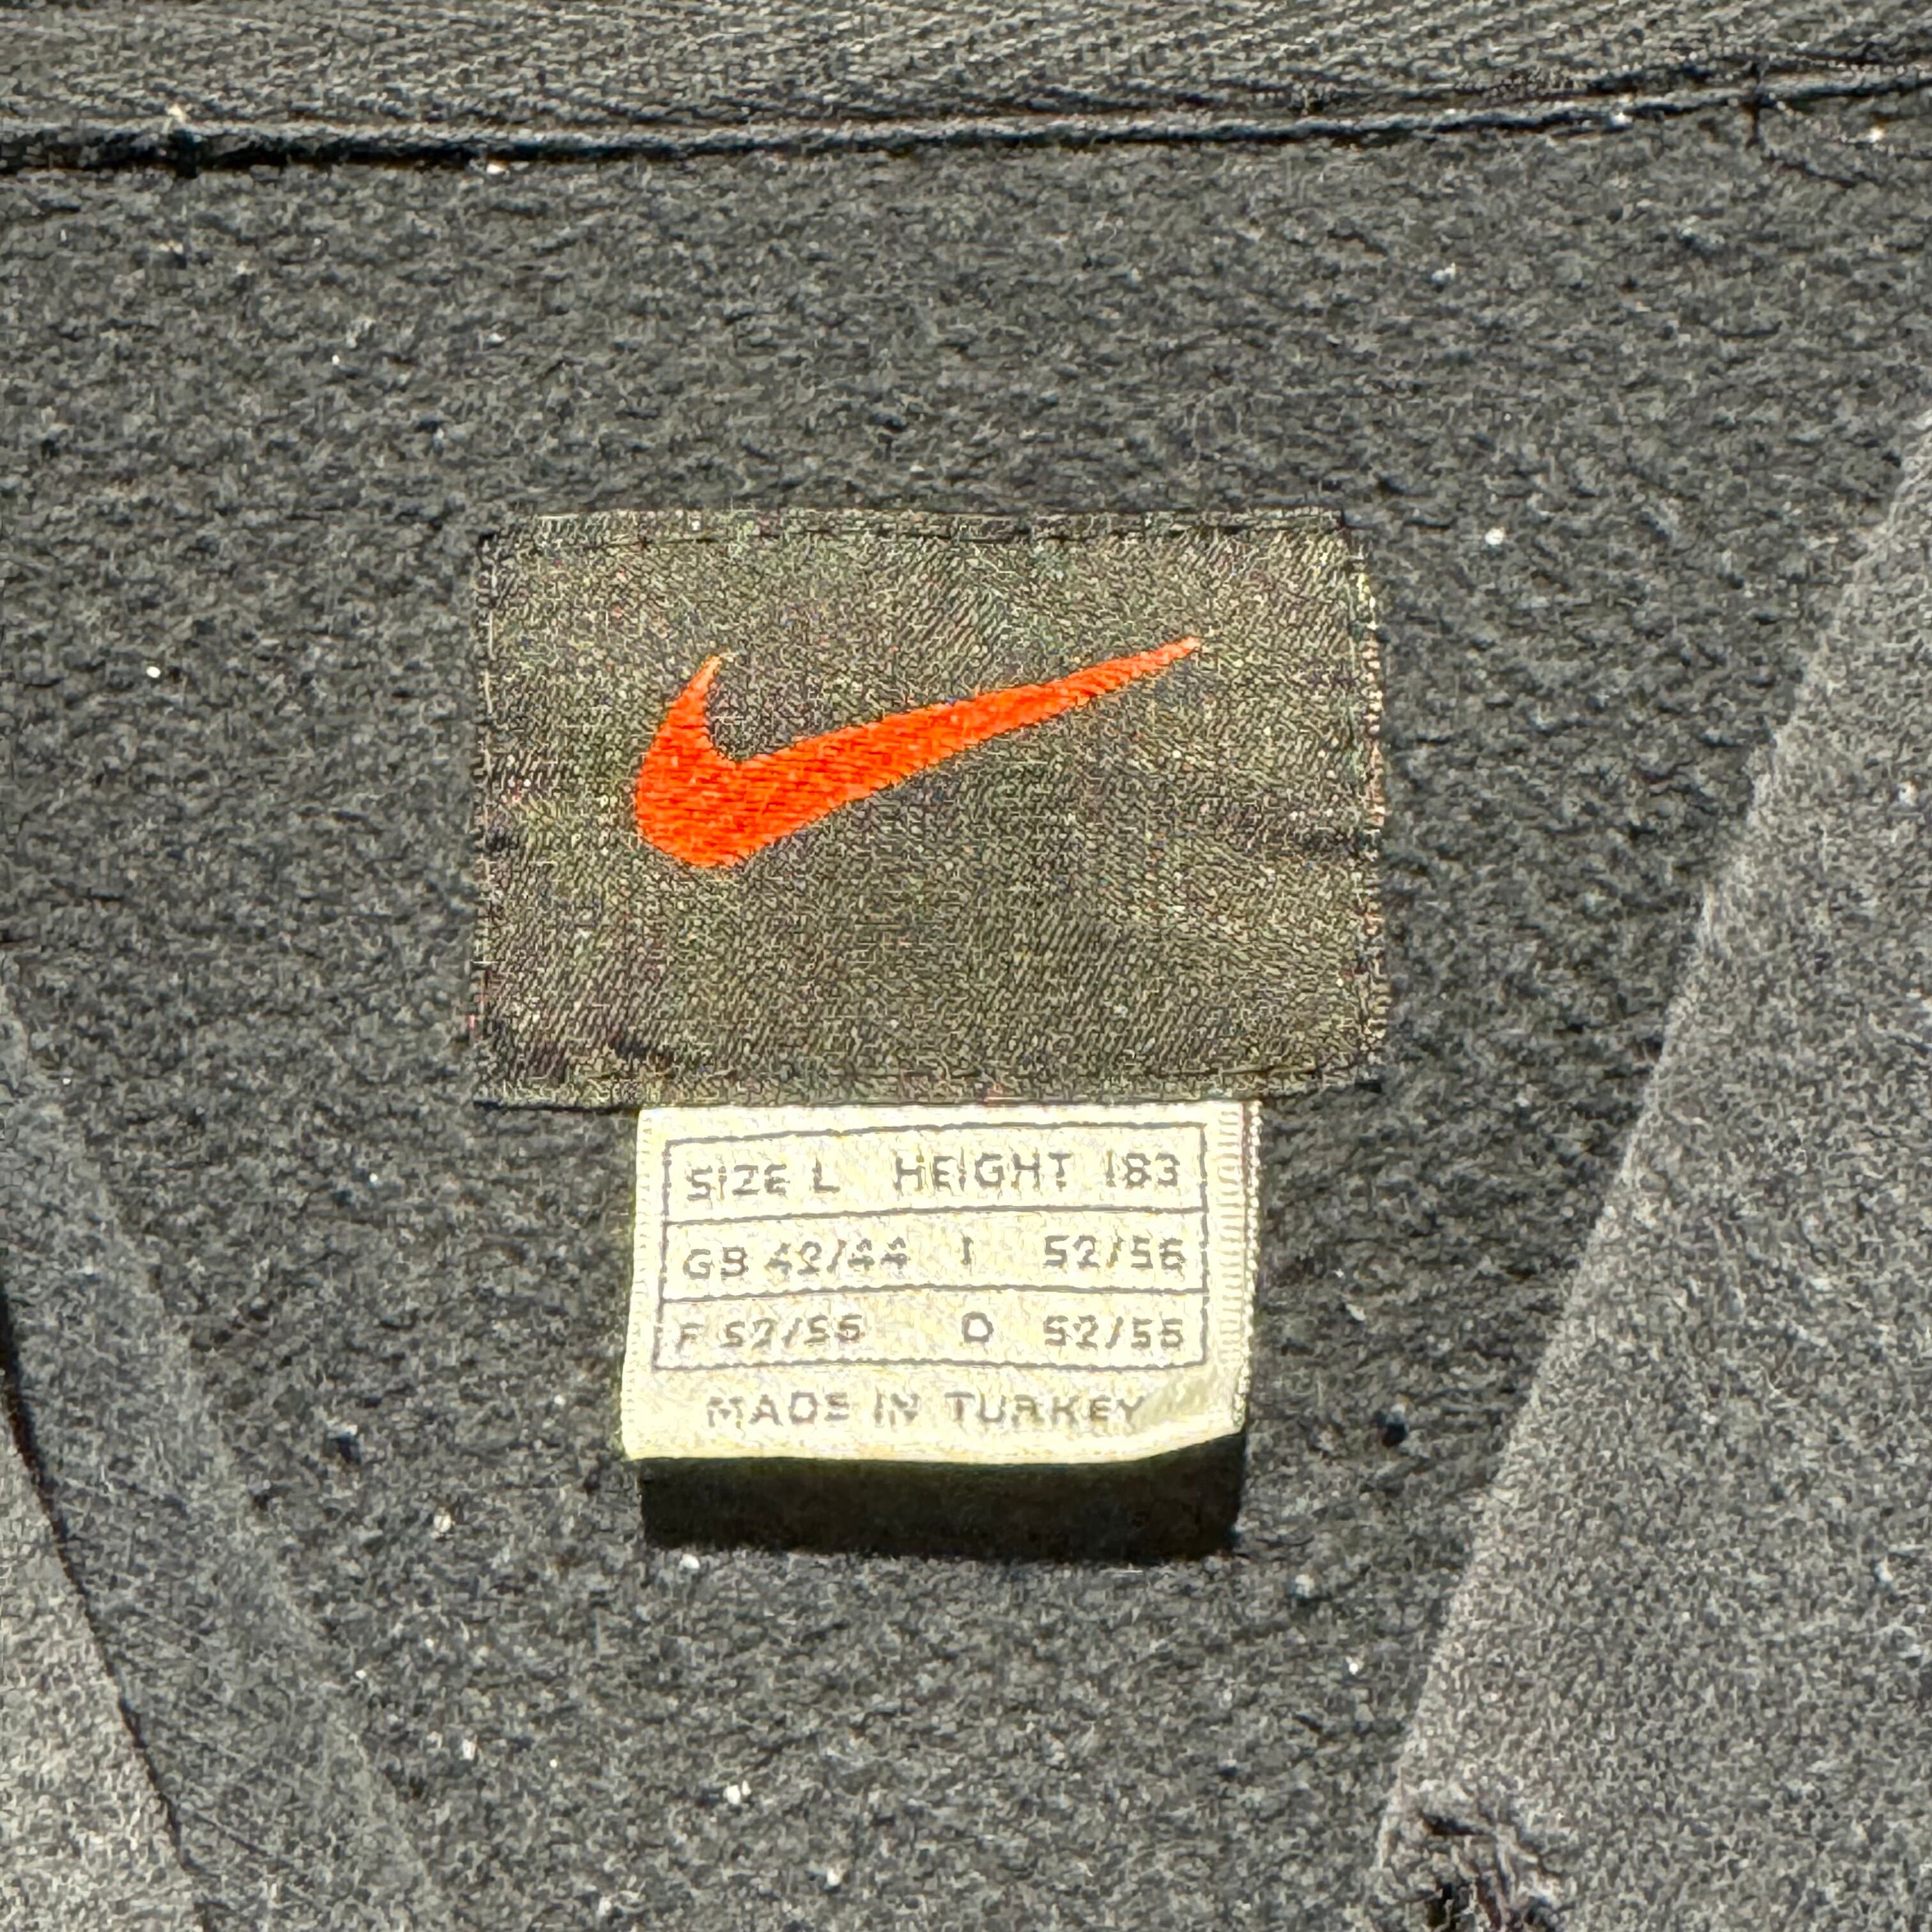 SIZE L HEIGHT 183
GB 42/44 I 52/56
F 52/56 D 52/56
MADE IN TURKEY